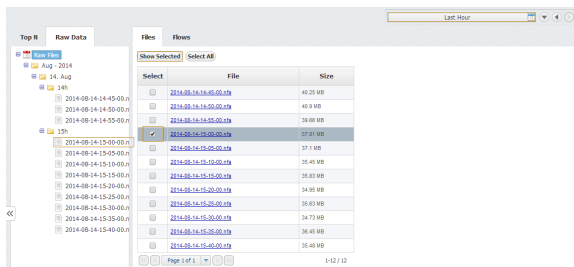 Last Hour
Top N
Raw Data
Files
Flows
Raw Files
Aug - 2014
14. Aug
14h
2014-08-14-14-45-00.n
2014-08-14-14-50-00.n
2014-08-14-14-55-00.n
15h
2014-08-14-15-00-00.n
2014-08-14-15-05-00.n
2014-08-14-15-10-00.n
2014-08-14-15-15-00.n
2014-08-14-15-20-00.n
2014-08-14-15-25-00.n
2014-08-14-15-30-00.n
2014-08-14-15-35-00.n
2014-08-14-15-40-00.n
Show Selected
Select All
Select File Size
2014-08-14-14-45-00.nfa 40.25 MB
2014-08-14-14-50-00.nfa 40.9 MB
2014-08-14-14-55-00.nfa 39.66 MB
2014-08-14-15-00-00.nfa 37.81 MB
2014-08-14-15-05-00.nfa 37.1 MB
2014-08-14-15-10-00.nfa 35.45 MB
2014-08-14-15-15-00.nfa 35.83 MB
2014-08-14-15-20-00.nfa 34.95 MB
2014-08-14-15-25-00.nfa 35.63 MB
2014-08-14-15-30-00.nfa 34.73 MB
2014-08-14-15-35-00.nfa 36.45 MB
2014-08-14-15-40-00.nfa 35.48 MB
Page 1 of 1
1-12 / 12